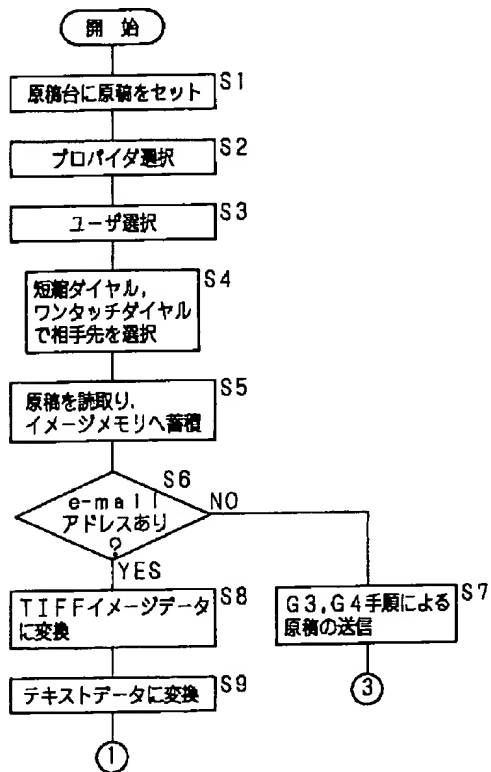 開 始
原稿台に原稿をセット S1
プロバイダ選択 S2
ユーザ選択 S3
短縮ダイヤル, S4
ワンタッチダイヤル
で相手先を選択
原稿を読取り, S5
イメージメモリへ蓄積
S6
e-mail NO
アドレスあり
?
YES
TIFFイメージデータ S8
に変換
G3,G4手順による S7
原稿の送信
テキストデータに変換 S9
3
1